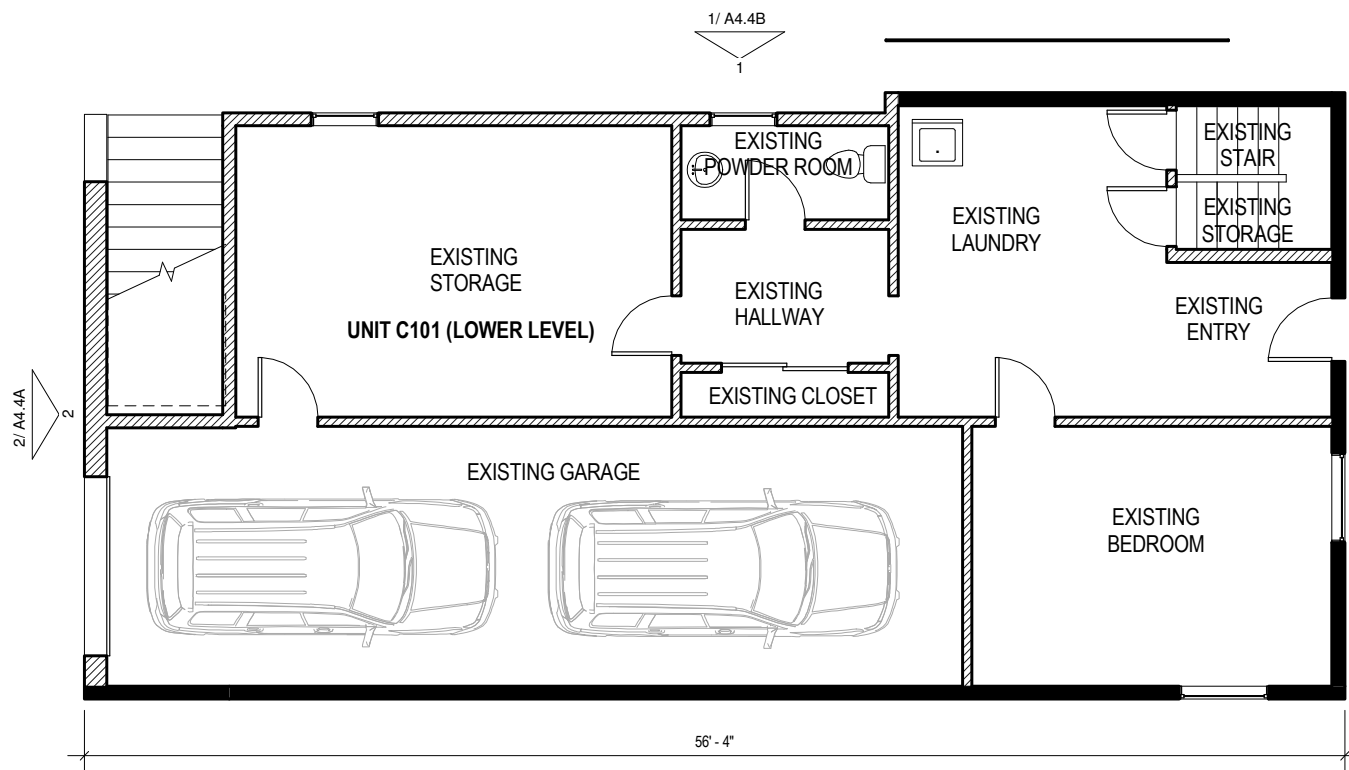 1/ A4.4B
1
EXISTING
POWDER ROOM
EXISTING
STAIR
EXISTING
STORAGE
EXISTING
LAUNDRY
EXISTING
STORAGE
EXISTING
HALLWAY
EXISTING
ENTRY
UNIT C101 (LOWER LEVEL)
EXISTING CLOSET
2/ A4.4A
2
EXISTING GARAGE
EXISTING
BEDROOM
56' - 4"